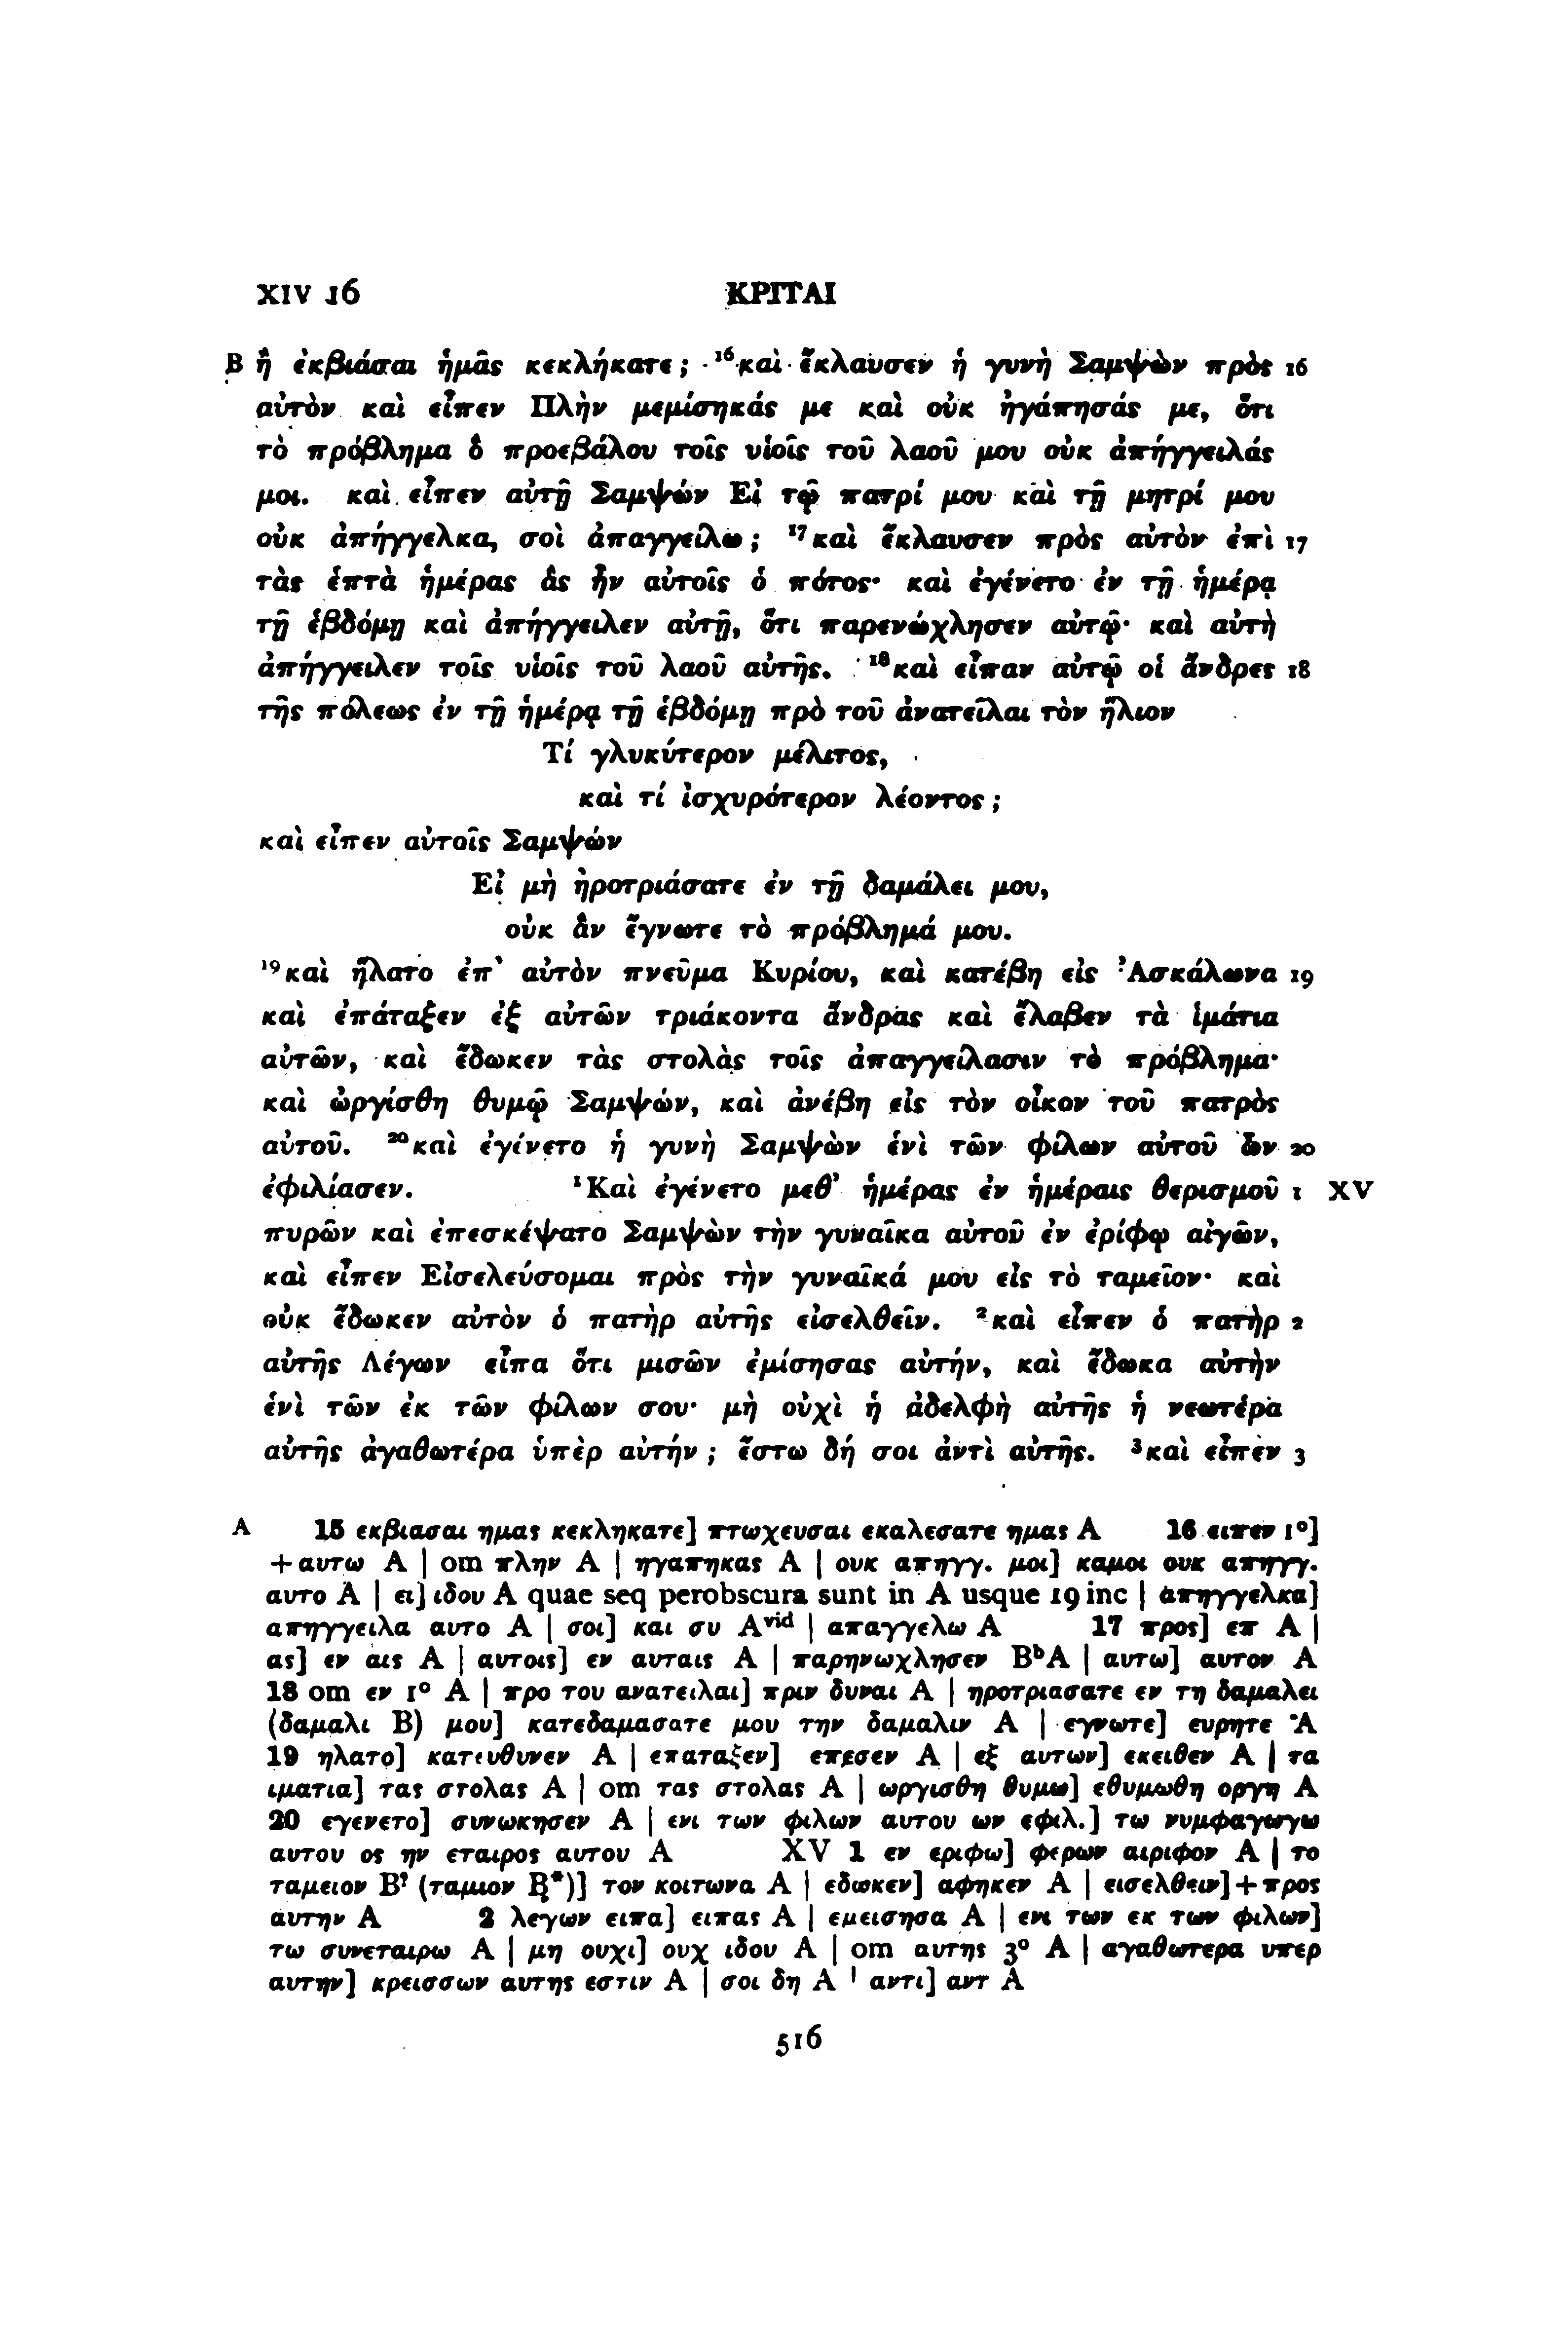 XIV 16 ΚΡΙΤΑΙ
B ἢ ἐκβιάσαι ἡμᾶς κεκλήκατε; ¹⁶καὶ ἔκλαυσεν ἡ γυνὴ Σαμψὼν πρὸς 16
αὐτὸν καὶ εἶπεν Πλὴν μεμίσηκάς με καὶ οὐκ ἠγάπησάς με, ὅτι
τὸ πρόβλημα ὃ προεβάλου τοῖς υἱοῖς τοῦ λαοῦ μου οὐκ ἀπήγγειλάς
μοι. καὶ εἶπεν αὐτῇ Σαμψών Εἰ τῷ πατρί μου καὶ τῇ μητρί μου
οὐκ ἀπήγγελκα, σοὶ ἀπαγγείλω; ¹⁷καὶ ἔκλαυσεν πρὸς αὐτὸν ἐπὶ 17
τὰς ἑπτὰ ἡμέρας ἃς ἦν αὐτοῖς ὁ πότος· καὶ ἐγένετο ἐν τῇ ἡμέρᾳ
τῇ ἑβδόμῃ καὶ ἀπήγγειλεν αὐτῇ, ὅτι παρενώχλησεν αὐτῷ· καὶ αὐτὴ
ἀπήγγειλεν τοῖς υἱοῖς τοῦ λαοῦ αὐτῆς. ¹⁸καὶ εἶπαν αὐτῷ οἱ ἄνδρες 18
τῆς πόλεως ἐν τῇ ἡμέρᾳ τῇ ἑβδόμῃ πρὸ τοῦ ἀνατεῖλαι τὸν ἥλιον
Τί γλυκύτερον μέλιτος,
καὶ τί ἰσχυρότερον λέοντος;
καὶ εἶπεν αὐτοῖς Σαμψών
Εἰ μὴ ἠροτριάσατε ἐν τῇ δαμάλει μου,
οὐκ ἂν ἔγνωτε τὸ πρόβλημά μου.
¹⁹καὶ ἥλατο ἐπ᾽ αὐτὸν πνεῦμα Κυρίου, καὶ κατέβη εἰς Ἀσκάλωνα 19
καὶ ἐπάταξεν ἐξ αὐτῶν τριάκοντα ἄνδρας καὶ ἔλαβεν τὰ ἱμάτια
αὐτῶν, καὶ ἔδωκεν τὰς στολὰς τοῖς ἀπαγγείλασιν τὸ πρόβλημα·
καὶ ὠργίσθη θυμῷ Σαμψών, καὶ ἀνέβη εἰς τὸν οἶκον τοῦ πατρὸς
αὐτοῦ. ²⁰καὶ ἐγένετο ἡ γυνὴ Σαμψὼν ἑνὶ τῶν φίλων αὐτοῦ ὧν 20
ἐφιλίασεν. ¹Καὶ ἐγένετο μεθ᾽ ἡμέρας ἐν ἡμέραις θερισμοῦ 1 XV
πυρῶν καὶ ἐπεσκέψατο Σαμψὼν τὴν γυναῖκα αὐτοῦ ἐν ἐρίφῳ αἰγῶν,
καὶ εἶπεν Εἰσελεύσομαι πρὸς τὴν γυναῖκά μου εἰς τὸ ταμεῖον· καὶ
οὐκ ἔδωκεν αὐτὸν ὁ πατὴρ αὐτῆς εἰσελθεῖν. ²καὶ εἶπεν ὁ πατὴρ 2
αὐτῆς Λέγων εἶπα ὅτι μισῶν ἐμίσησας αὐτήν, καὶ ἔδωκα αὐτὴν
ἑνὶ τῶν ἐκ τῶν φίλων σου· μὴ οὐχὶ ἡ ἀδελφὴ αὐτῆς ἡ νεωτέρα
αὐτῆς ἀγαθωτέρα ὑπὲρ αὐτήν; ἔστω δή σοι ἀντὶ αὐτῆς. ³καὶ εἶπεν 3
A 15 εκβιασαι ημας κεκληκατε] πτωχευσαι εκαλεσατε ημας A 16 ειπεν 1°]
+αυτω A | om πλην A | ηγαπηκας A | ουκ απηγγ. μοι] καμοι ουκ απηγγ.
αυτο A | ει] ιδου A quae seq perobscura sunt in A usque 19 inc | απηγγελκα]
απηγγειλα αυτο A | σοι] και συ Aᵛⁱᵈ | απαγγελω A 17 προς] επ A |
ας] εν αις A | αυτοις] εν αυταις A | παρηνωχλησεν BᵇA | αυτω] αυτον A
18 om εν 1° A | προ του ανατειλαι] πριν δυναι A | ηροτριασατε εν τη δαμαλει
(δαμαλι B) μου] κατεδαμασατε μου την δαμαλιν A | εγνωτε] ευρητε A
19 ηλατο] κατευθυνεν A | επαταξεν] επεσεν A | εξ αυτων] εκειθεν A | τα
ιματια] τας στολας A | om τας στολας A | ωργισθη θυμω] εθυμωθη οργη A
20 εγενετο] συνωκησεν A | ενι των φιλων αυτου ων εφιλ.] τω νυμφαγωγω
αυτου ος ην εταιρος αυτου A XV 1 εν εριφω] φερων αιριφον A | το
ταμειον B? (ταμιον B*)] τον κοιτωνα A | εδωκεν] αφηκεν A | εισελθειν]+προς
αυτην A 2 λεγων ειπα] ειπας A | εμεισησα A | ενι των εκ των φιλων]
τω συνεταιρω A | μη ουχι] ουχ ιδου A | om αυτης 3° A | αγαθωτερα υπερ
αυτην] κρεισσων αυτης εστιν A | σοι δη A | αντι] αντ A
516